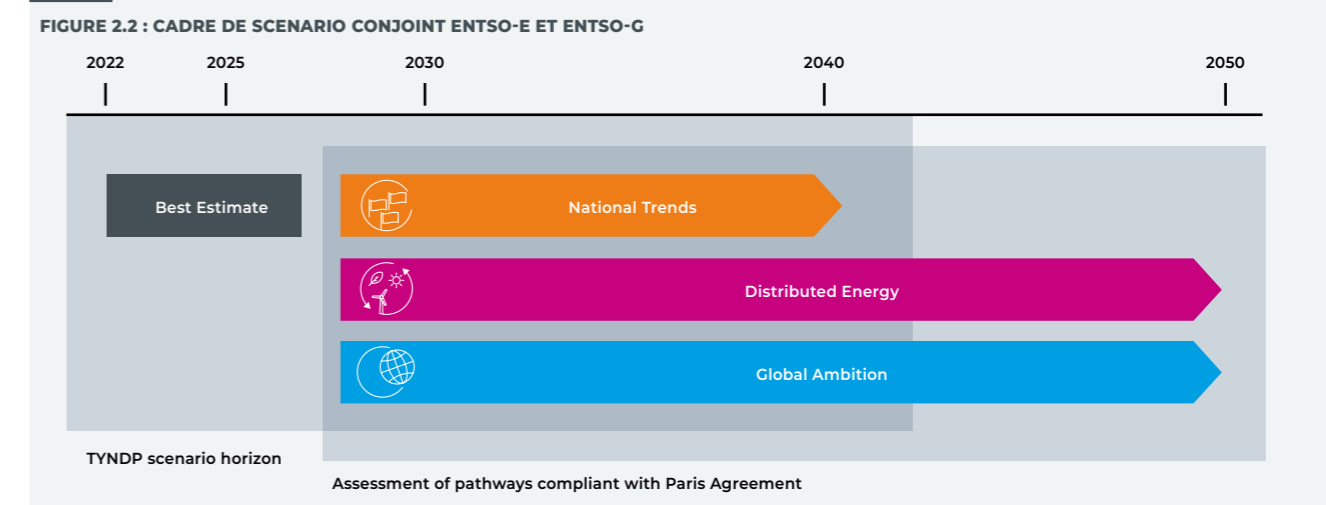 FIGURE 2.2 : CADRE DE SCENARIO CONJOINT ENTSO-E ET ENTSO-G
2022 2025 2030 2040 2050
Best Estimate
National Trends
Distributed Energy
Global Ambition
TYNDP scenario horizon
Assessment of pathways compliant with Paris Agreement